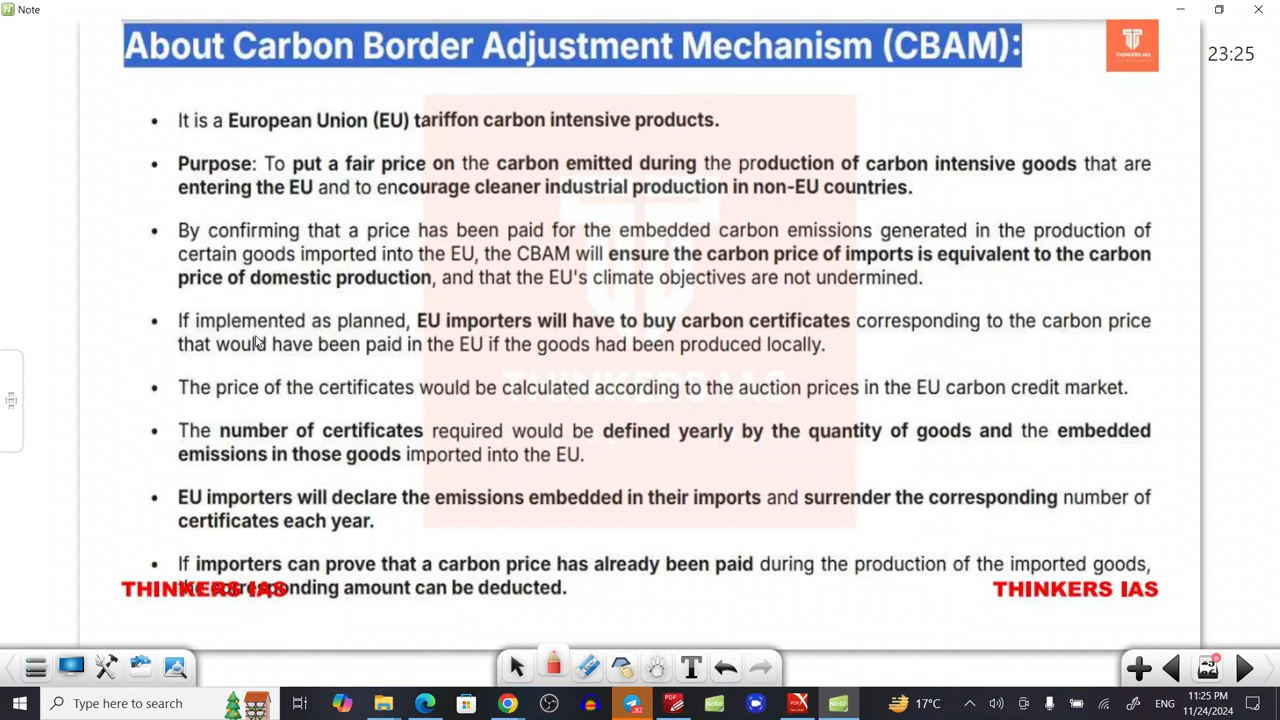 Note
About Carbon Border Adjustment Mechanism (CBAM):
THINKERS IAS
23:25
• It is a European Union (EU) tariffon carbon intensive products.
• Purpose: To put a fair price on the carbon emitted during the production of carbon intensive goods that are
entering the EU and to encourage cleaner industrial production in non-EU countries.
• By confirming that a price has been paid for the embedded carbon emissions generated in the production of
certain goods imported into the EU, the CBAM will ensure the carbon price of imports is equivalent to the carbon
price of domestic production, and that the EU's climate objectives are not undermined.
• If implemented as planned, EU importers will have to buy carbon certificates corresponding to the carbon price
that would have been paid in the EU if the goods had been produced locally.
THINKERS IAS
• The price of the certificates would be calculated according to the auction prices in the EU carbon credit market.
• The number of certificates required would be defined yearly by the quantity of goods and the embedded
emissions in those goods imported into the EU.
• EU importers will declare the emissions embedded in their imports and surrender the corresponding number of
certificates each year.
• If importers can prove that a carbon price has already been paid during the production of the imported goods,
the corresponding amount can be deducted.
THINKERS IAS
THINKERS IAS
Type here to search
82
17°C
ENG
11:25 PM
11/24/2024